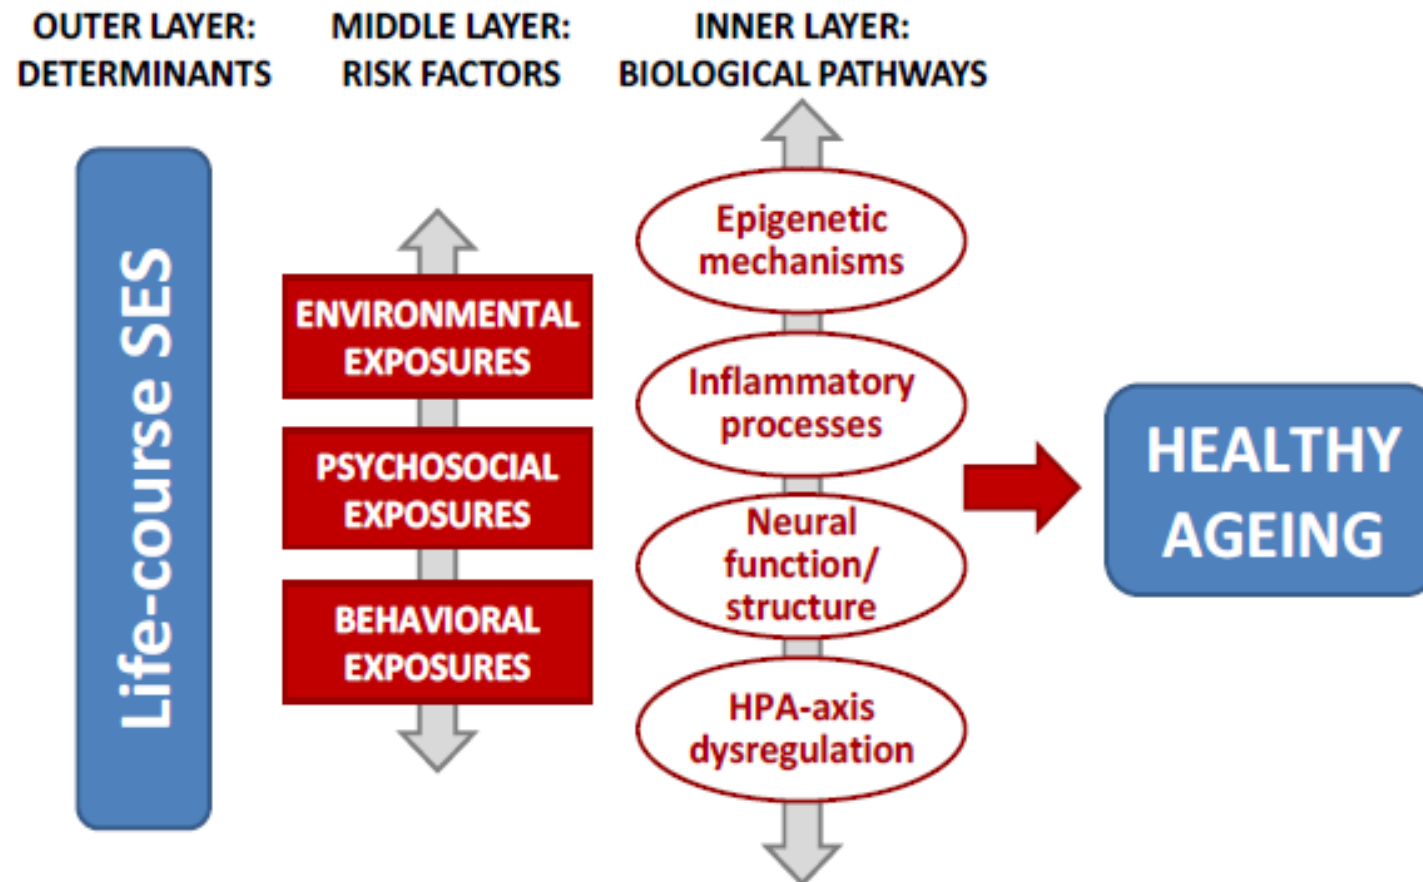 OUTER LAYER:
DETERMINANTS
MIDDLE LAYER:
RISK FACTORS
INNER LAYER:
BIOLOGICAL PATHWAYS
Life-course SES
ENVIRONMENTAL
EXPOSURES
PSYCHOSOCIAL
EXPOSURES
BEHAVIORAL
EXPOSURES
Epigenetic
mechanisms
Inflammatory
processes
Neural
function/
structure
HPA-axis
dysregulation
HEALTHY
AGEING